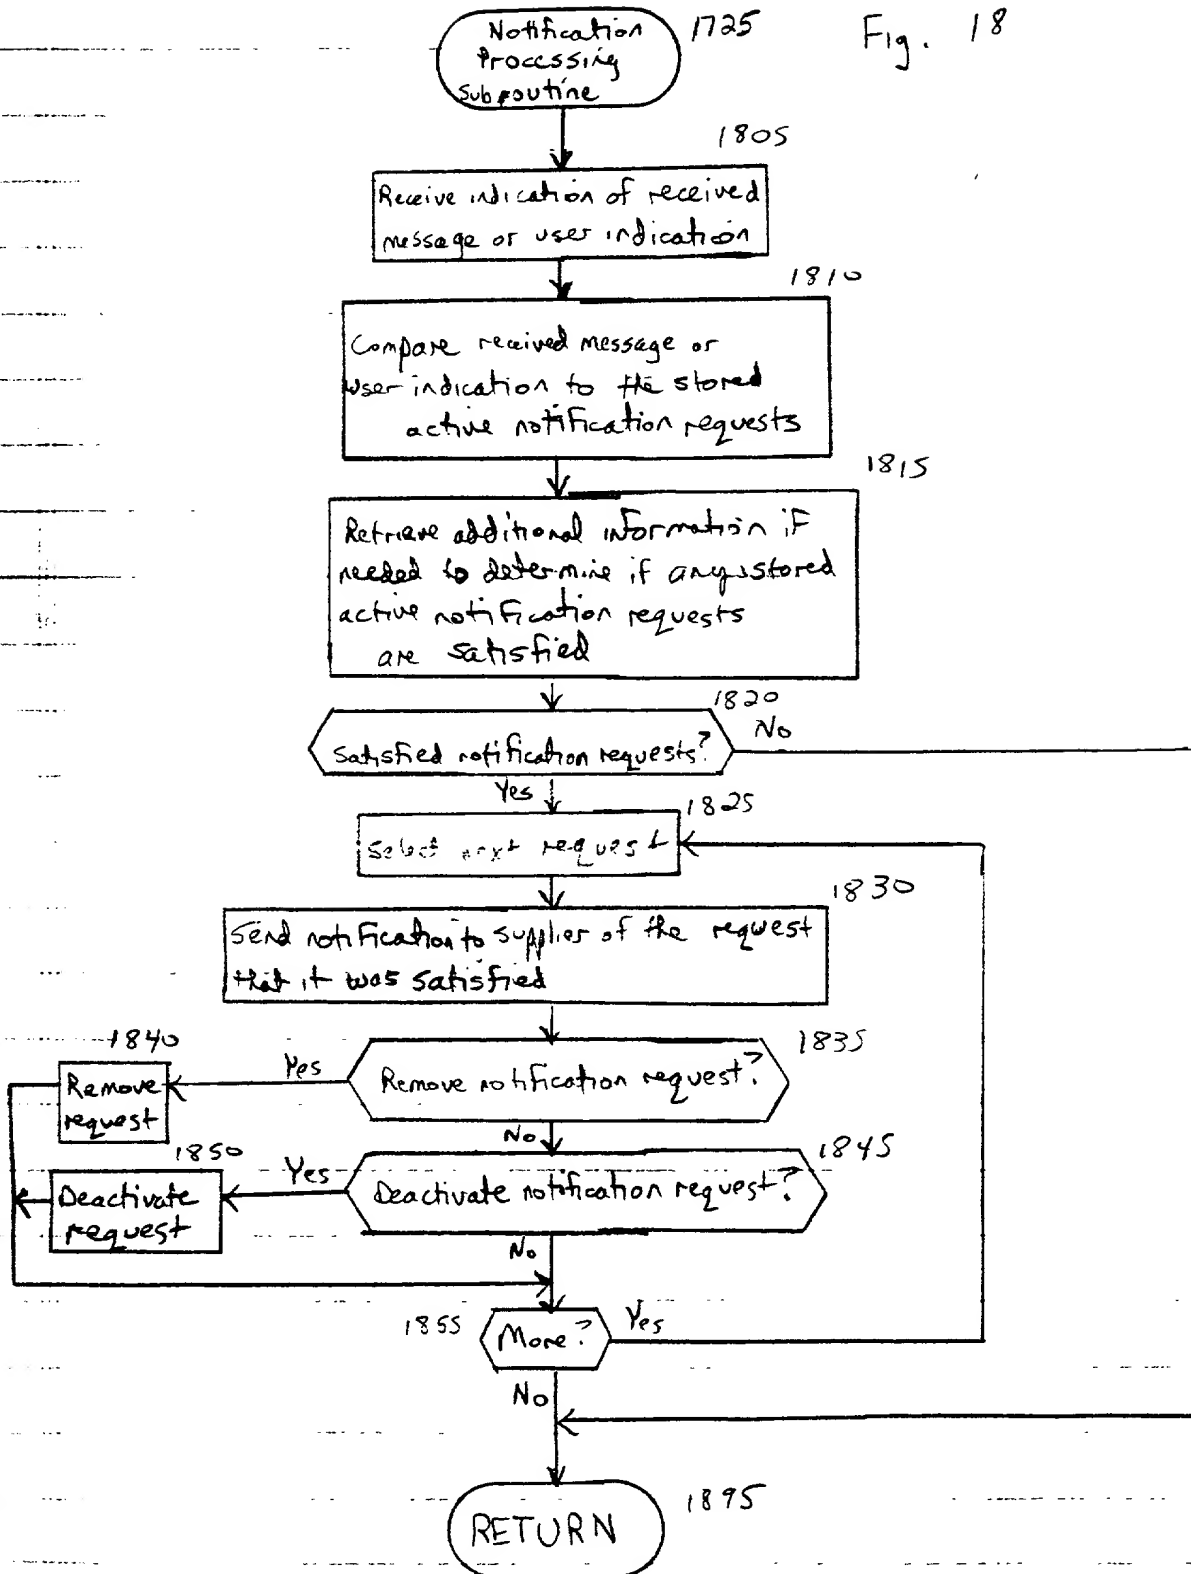 Notification
Processing
Subroutine
1725
Fig. 18
1805
Receive indication of received
message or user indication
1810
Compare received message or
user indication to the stored
active notification requests
1815
Retrieve additional information if
needed to determine if any stored
active notification requests
are satisfied
1820
Satisfied notification requests?
No
Yes
1825
Select next request
1830
Send notification to supplier of the request
that it was satisfied
1835
Remove notification request?
Yes
1840
Remove
request
No
1845
Deactivate notification request?
Yes
1850
Deactivate
request
No
1855
More?
Yes
No
1895
RETURN